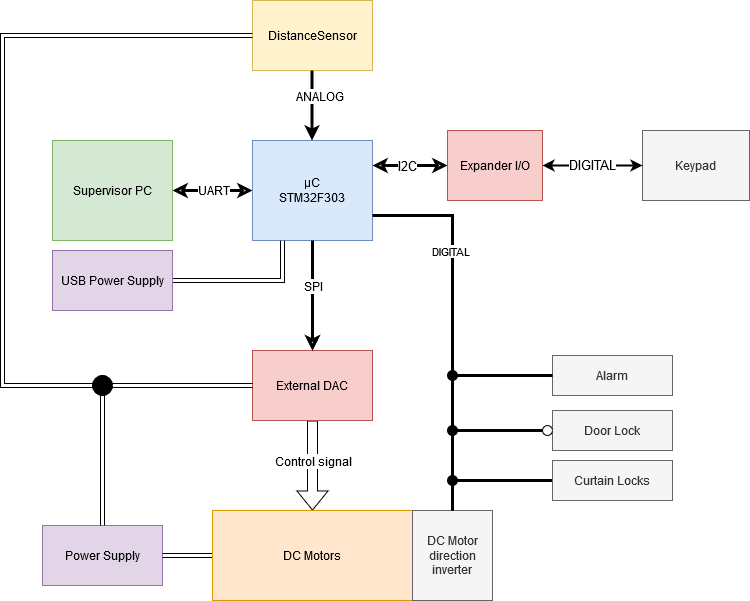 DistanceSensor
ANALOG
Supervisor PC
UART
µC
STM32F303
I2C
Expander I/O
DIGITAL
Keypad
USB Power Supply
SPI
DIGITAL
External DAC
Alarm
Door Lock
Control signal
Curtain Locks
Power Supply
DC Motors
DC Motor
direction
inverter